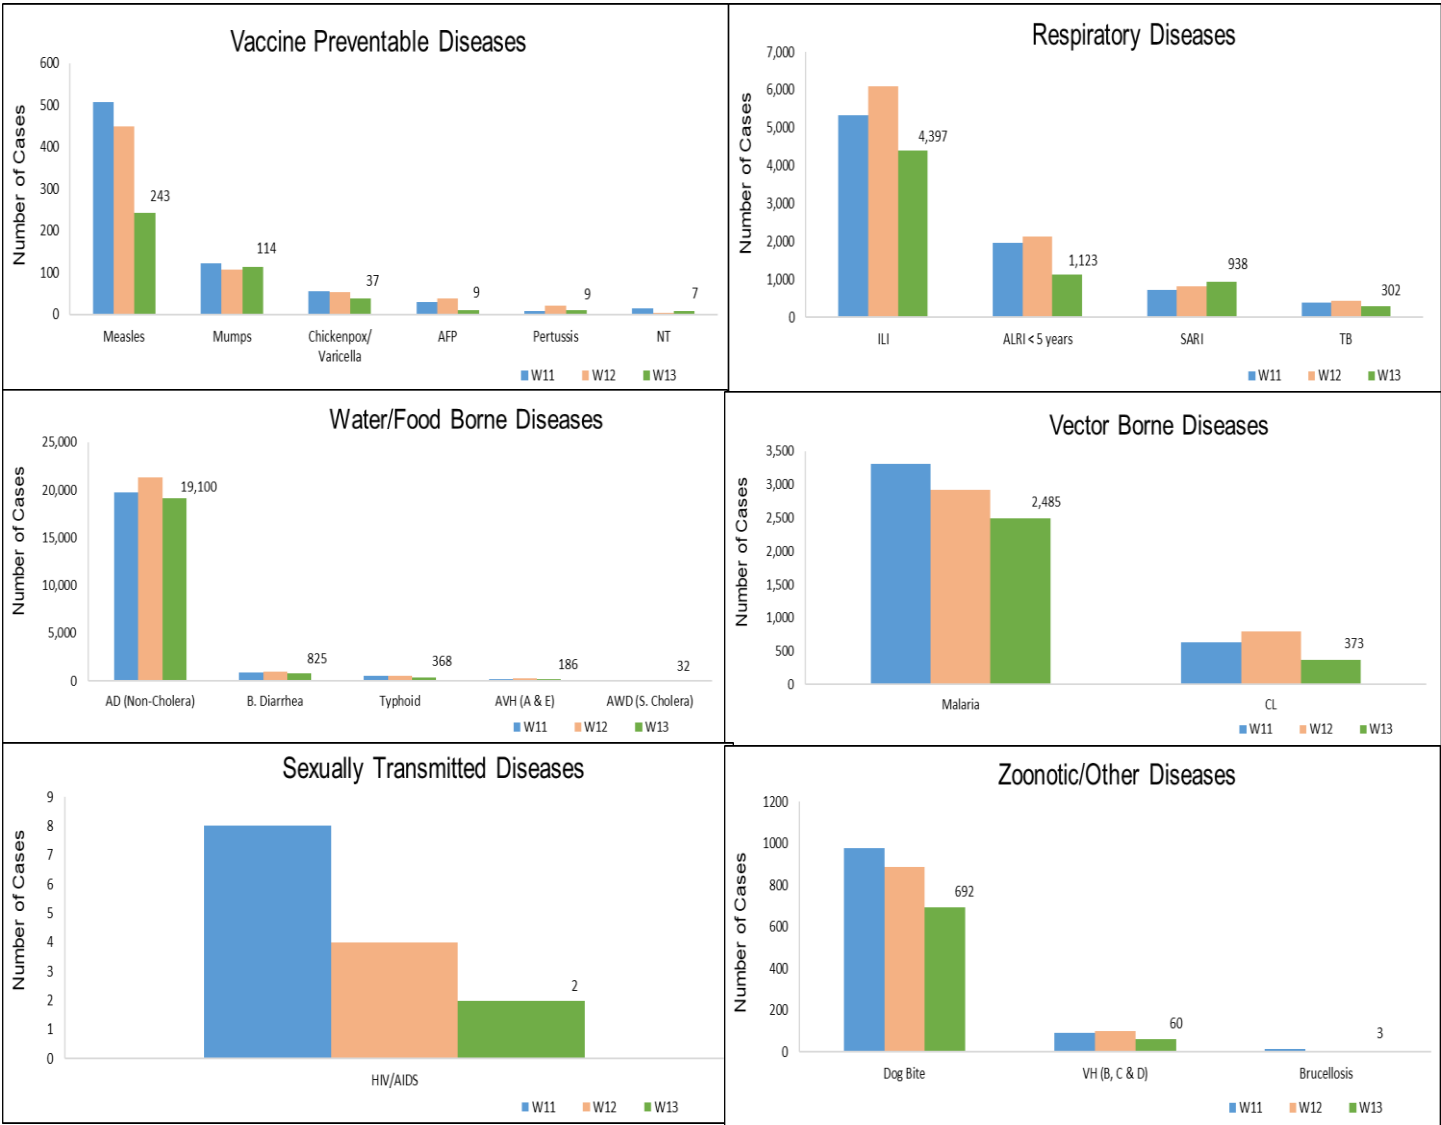 Vaccine Preventable Diseases
Number of Cases
600
500
400
300
200
100
0
243
114
37
9
9
7
Measles
Mumps
Chickenpox/
Varicella
AFP
Pertussis
NT
W11 W12 W13
Respiratory Diseases
Number of Cases
7,000
6,000
5,000
4,000
3,000
2,000
1,000
0
4,397
1,123
938
302
ILI
ALRI < 5 years
SARI
TB
W11 W12 W13
Water/Food Borne Diseases
Number of Cases
25,000
20,000
15,000
10,000
5,000
0
19,100
825
368
186
32
AD (Non-Cholera)
B. Diarrhea
Typhoid
AVH (A & E)
AWD (S. Cholera)
W11 W12 W13
Vector Borne Diseases
Number of Cases
3,500
3,000
2,500
2,000
1,500
1,000
500
0
2,485
373
Malaria
CL
W11 W12 W13
Sexually Transmitted Diseases
Number of Cases
9
8
7
6
5
4
3
2
1
0
2
HIV/AIDS
W11 W12 W13
Zoonotic/Other Diseases
Number of Cases
1200
1000
800
600
400
200
0
692
60
3
Dog Bite
VH (B, C & D)
Brucellosis
W11 W12 W13